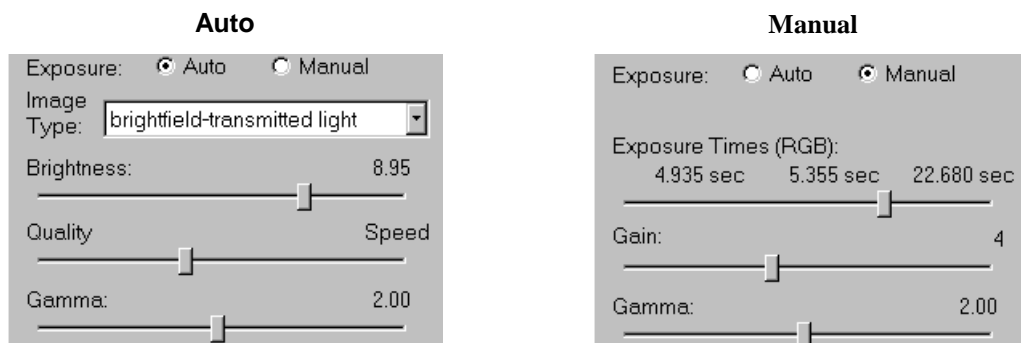 Auto
Exposure: Auto Manual
Image
Type: brightfield-transmitted light
Brightness: 8.95
Quality Speed
Gamma: 2.00
Manual
Exposure: Auto Manual
Exposure Times (RGB):
4.935 sec 5.355 sec 22.680 sec
Gain: 4
Gamma: 2.00